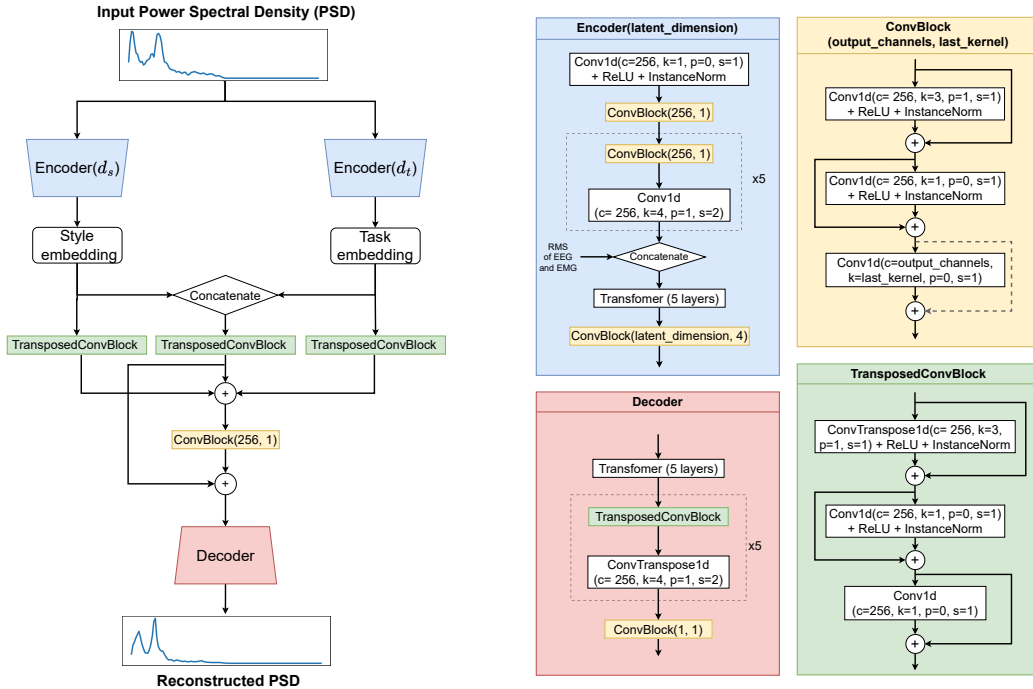 Input Power Spectral Density (PSD)
Encoder(d_s)
Encoder(d_t)
Style
embedding
Task
embedding
Concatenate
TransposedConvBlock
TransposedConvBlock
TransposedConvBlock
+
ConvBlock(256, 1)
+
Decoder
Reconstructed PSD
Encoder(latent_dimension)
Conv1d(c=256, k=1, p=0, s=1)
+ ReLU + InstanceNorm
ConvBlock(256, 1)
ConvBlock(256, 1)
x5
Conv1d
(c= 256, k=4, p=1, s=2)
RMS
of EEG
and EMG
Concatenate
Transfomer (5 layers)
ConvBlock(latent_dimension, 4)
Decoder
Transfomer (5 layers)
TransposedConvBlock
x5
ConvTranspose1d
(c= 256, k=4, p=1, s=2)
ConvBlock(1, 1)
ConvBlock
(output_channels, last_kernel)
Conv1d(c= 256, k=3, p=1, s=1)
+ ReLU + InstanceNorm
+
Conv1d(c= 256, k=1, p=0, s=1)
+ ReLU + InstanceNorm
+
Conv1d(c=output_channels,
k=last_kernel, p=0, s=1)
+
TransposedConvBlock
ConvTranspose1d(c= 256, k=3,
p=1, s=1) + ReLU + InstanceNorm
+
Conv1d(c= 256, k=1, p=0, s=1)
+ ReLU + InstanceNorm
+
Conv1d
(c=256, k=1, p=0, s=1)
+